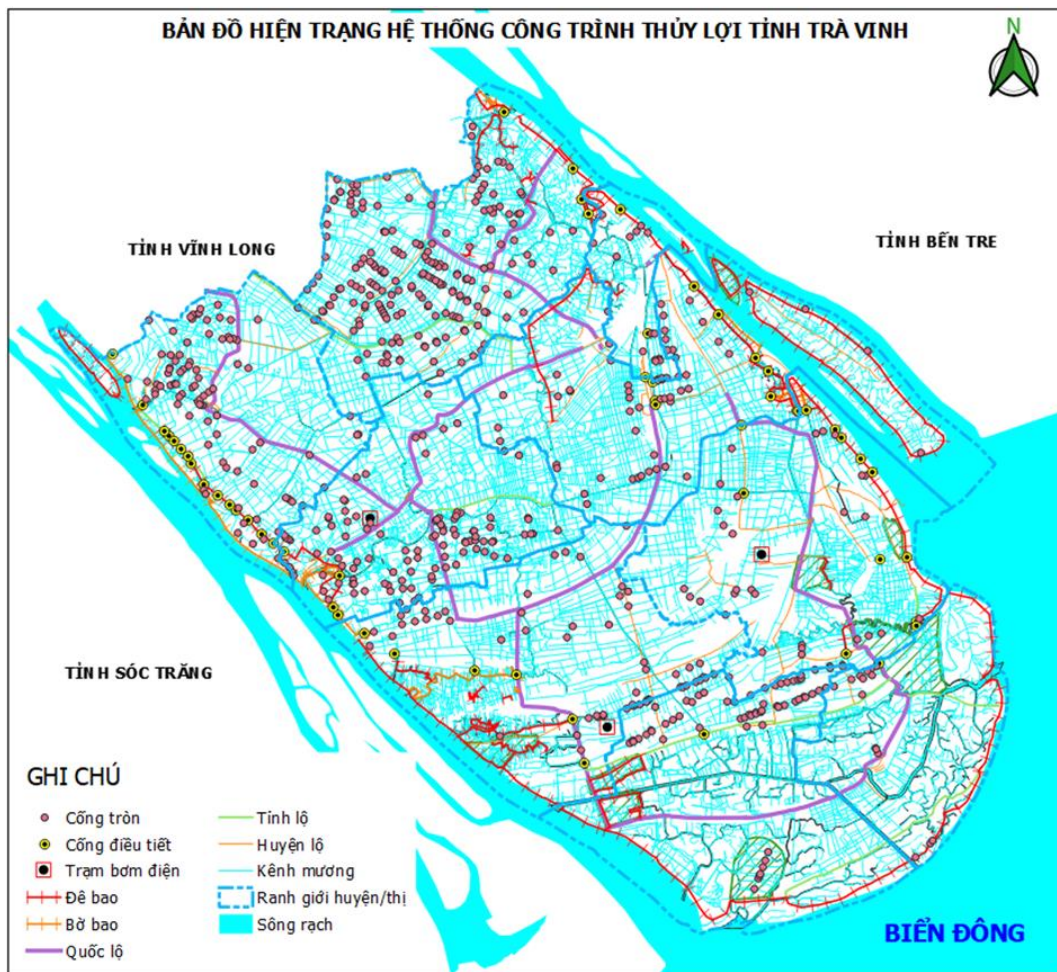 BẢN ĐỒ HIỆN TRẠNG HỆ THỐNG CÔNG TRÌNH THỦY LỢI TỈNH TRÀ VINH
N
TỈNH VĨNH LONG
TỈNH BẾN TRE
TỈNH SÓC TRĂNG
BIỂN ĐÔNG
GHI CHÚ
Cống tròn
Cống điều tiết
Trạm bơm điện
Đê bao
Bờ bao
Quốc lộ
Tỉnh lộ
Huyện lộ
Kênh mương
Ranh giới huyện/thị
Sông rạch